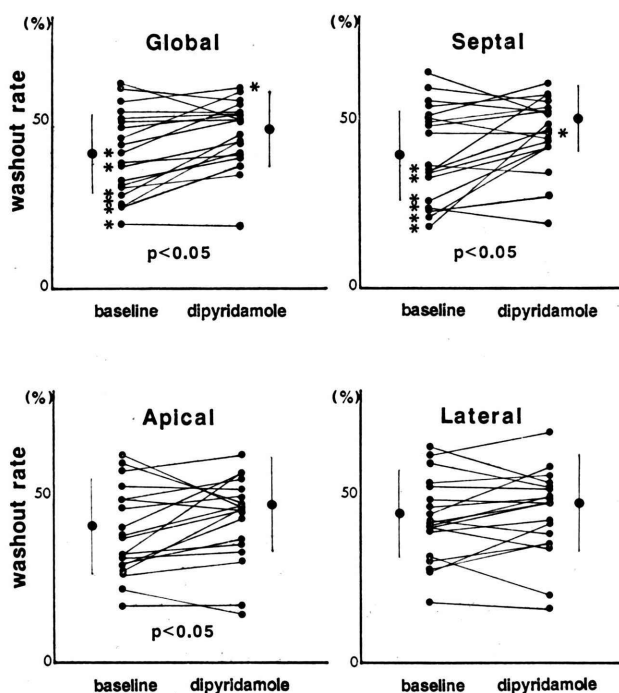 (%)
Global
washout rate
50
0
*
*
*
*
*
*
*
*
p<0.05
baseline dipyridamole
(%)
Septal
50
0
*
*
*
*
*
*
*
p<0.05
baseline dipyridamole
(%)
Apical
washout rate
50
0
p<0.05
baseline dipyridamole
(%)
Lateral
50
0
baseline dipyridamole